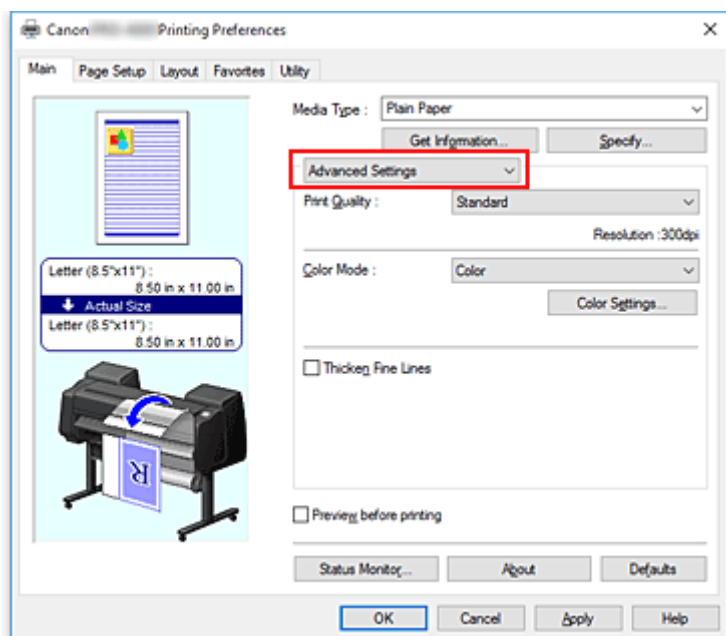 Canon Printing Preferences
Main Page Setup Layout Favorites Utility
Media Type : Plain Paper
Get Information... Specify...
Advanced Settings
Print Quality : Standard
Resolution :300dpi
Letter (8.5"x11") :
8.50 in x 11.00 in
Actual Size
Letter (8.5"x11") :
8.50 in x 11.00 in
Color Mode : Color
Color Settings...
Thicken Fine Lines
R
Preview before printing
Status Monitor... About Defaults
OK Cancel Apply Help